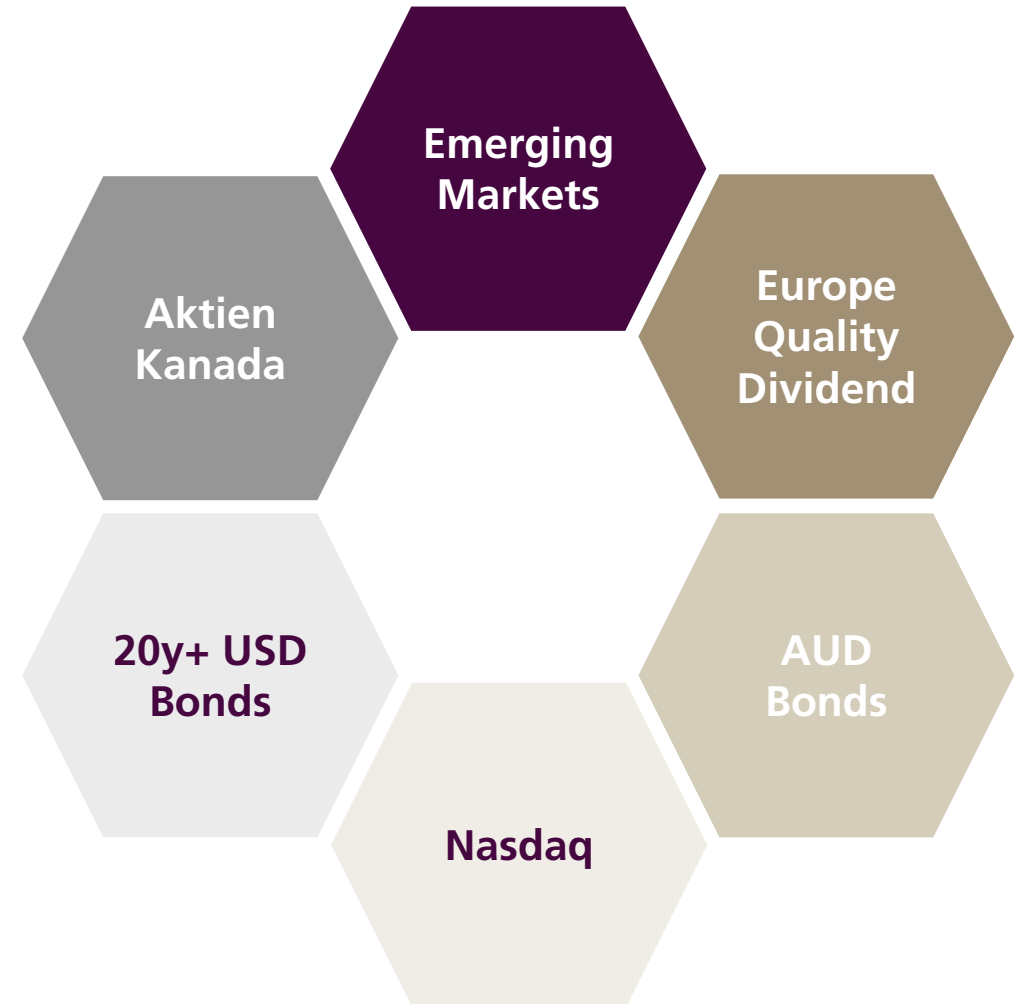 Emerging
Markets
Europe
Quality
Dividend
Aktien
Kanada
20y+ USD
Bonds
AUD
Bonds
Nasdaq